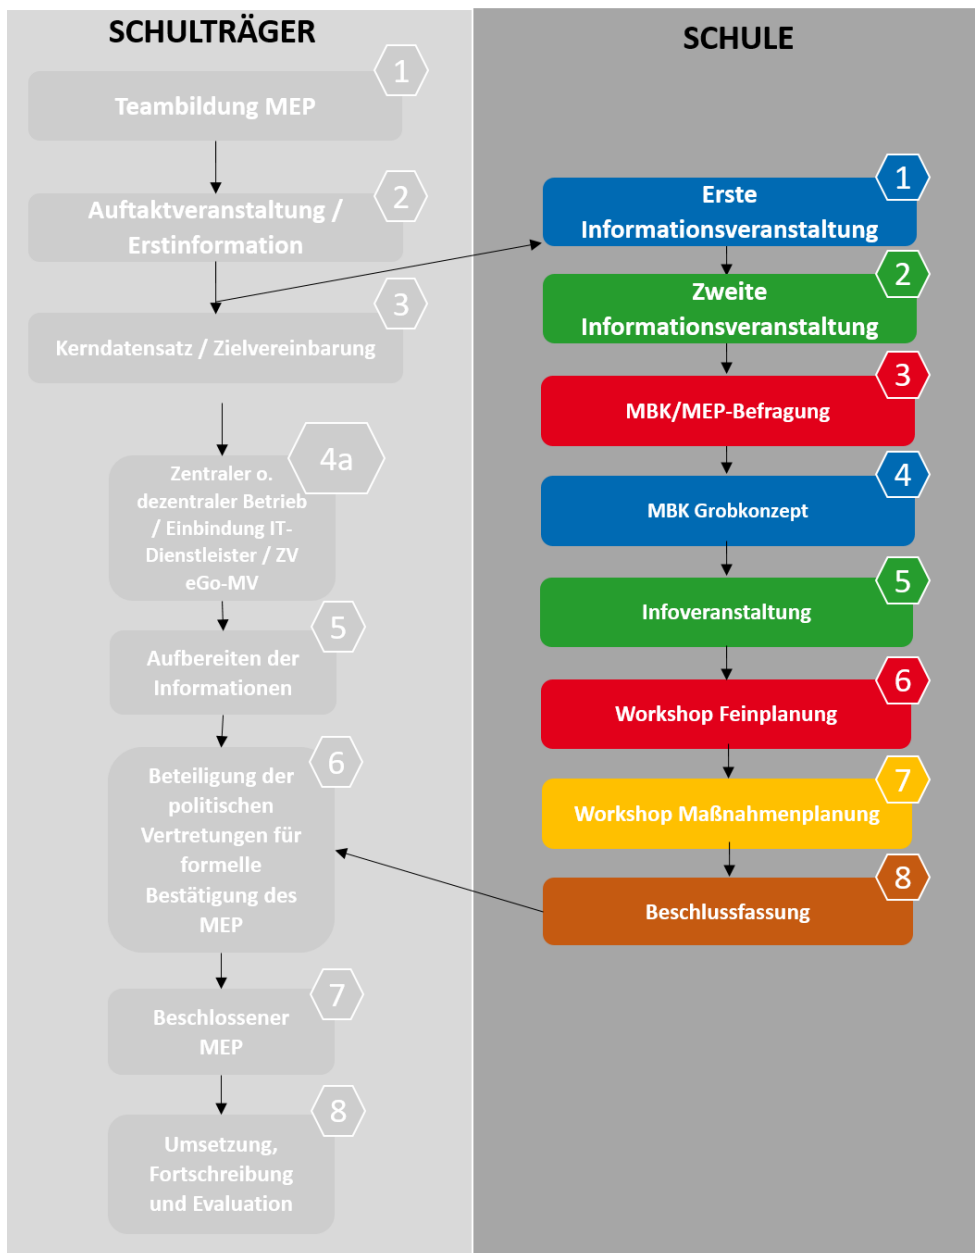 SCHULTRÄGER
1
Teambildung MEP
2
Auftaktveranstaltung /
Erstinformation
3
Kerndatensatz / Zielvereinbarung
4a
Zentraler o.
dezentraler Betrieb
/ Einbindung IT-
Dienstleister / ZV
eGo-MV
5
Aufbereiten der
Informationen
6
Beteiligung der
politischen
Vertretungen für
formelle
Bestätigung des
MEP
7
Beschlossener
MEP
8
Umsetzung,
Fortschreibung
und Evaluation
SCHULE
1
Erste
Informationsveranstaltung
2
Zweite
Informationsveranstaltung
3
MBK/MEP-Befragung
4
MBK Grobkonzept
5
Infoveranstaltung
6
Workshop Feinplanung
7
Workshop Maßnahmenplanung
8
Beschlussfassung